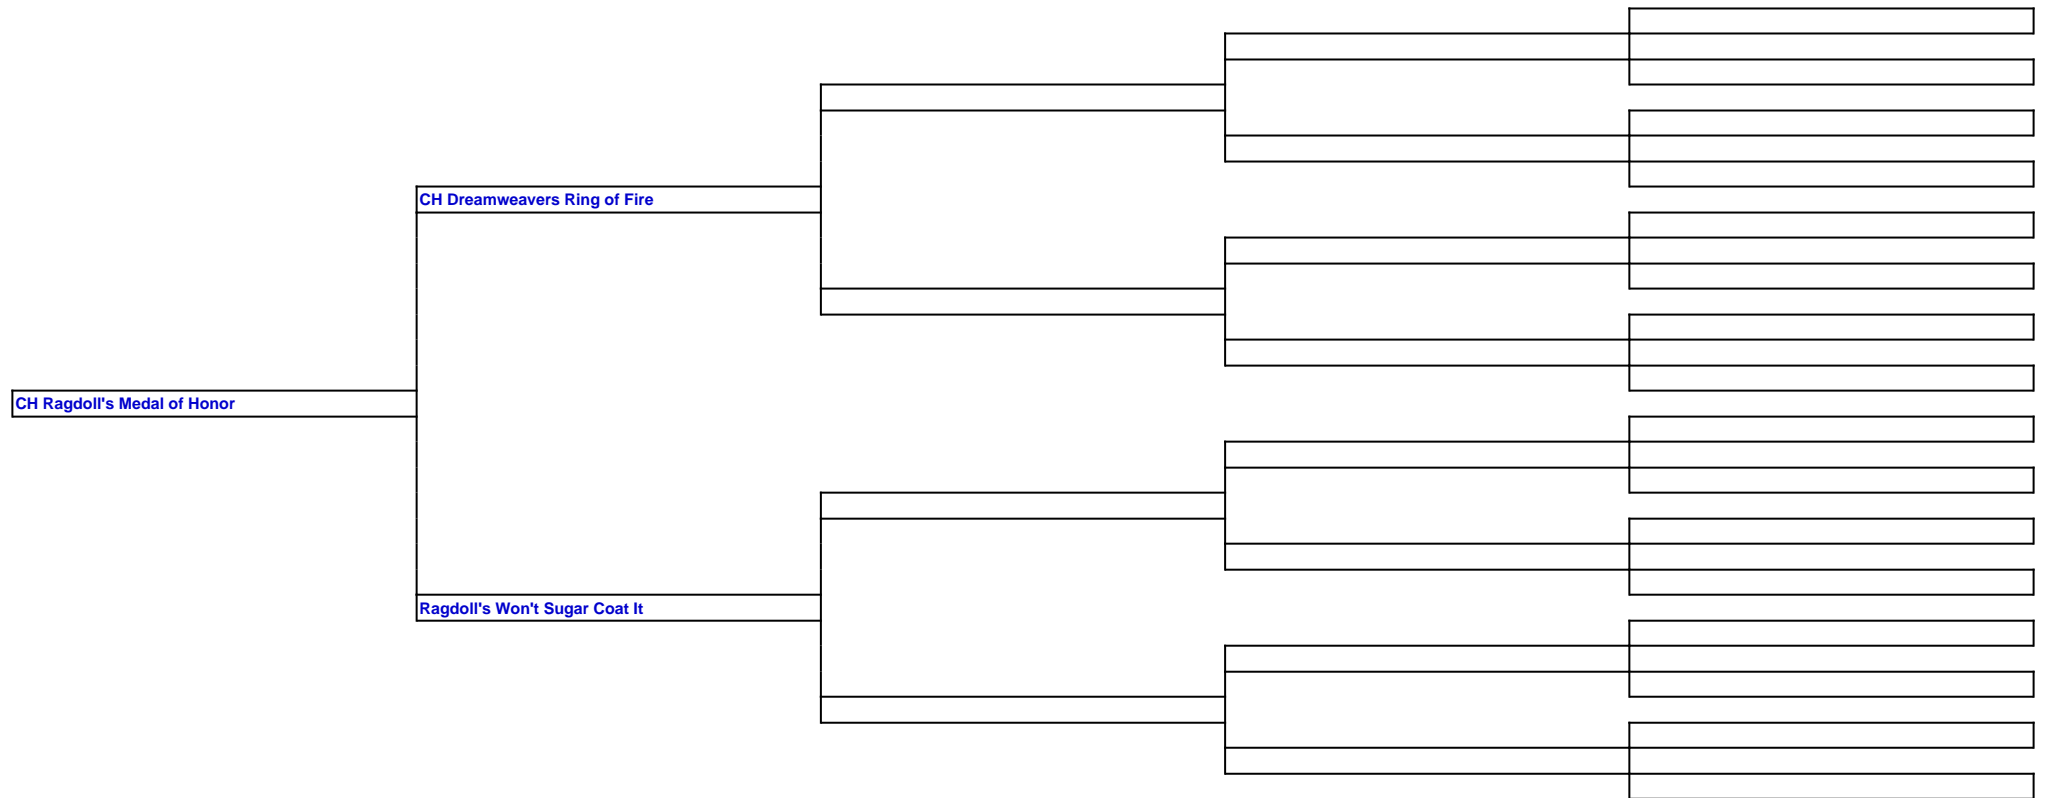 CH Dreamweavers Ring of Fire
CH Ragdoll's Medal of Honor
Ragdoll's Won't Sugar Coat It